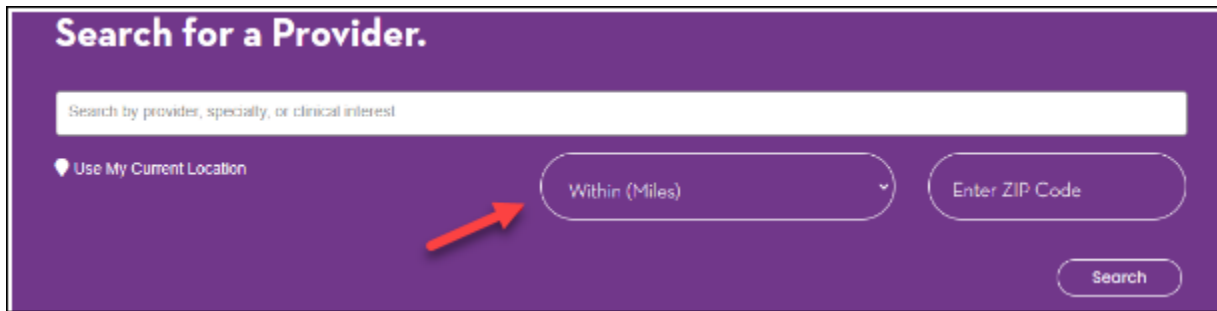 Search for a Provider.
Search by provider, specialty, or clinical interest
Use My Current Location
Within (Miles)
Enter ZIP Code
Search